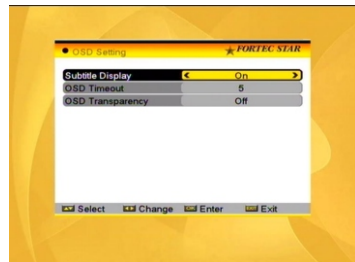 OSD Setting
FORTEC STAR
Subtitle Display On
OSD Timeout 5
OSD Transparency Off
Select Change Enter Exit